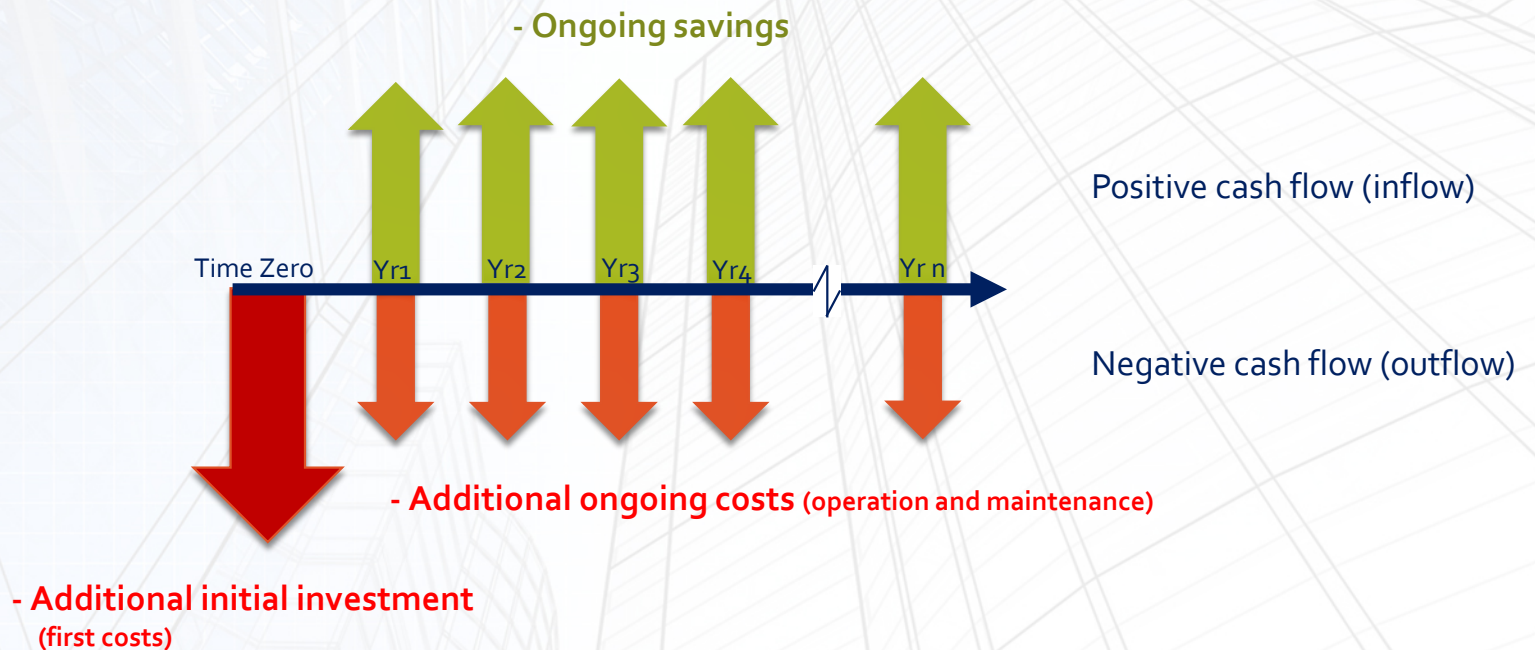 - Ongoing savings
Positive cash flow (inflow)
Time Zero Yr1 Yr2 Yr3 Yr4 Yr n
Negative cash flow (outflow)
- Additional ongoing costs (operation and maintenance)
- Additional initial investment
(first costs)